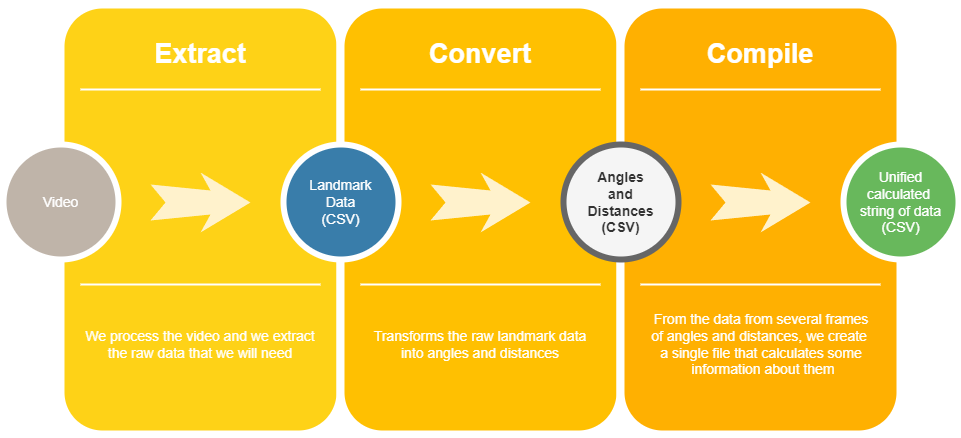 Extract
Convert
Compile
Video
Landmark
Data
(CSV)
Angles
and
Distances
(CSV)
Unified
calculated
string of data
(CSV)
We process the video and we extract
the raw data that we will need
Transforms the raw landmark data
into angles and distances
From the data from several frames
of angles and distances, we create
a single file that calculates some
information about them